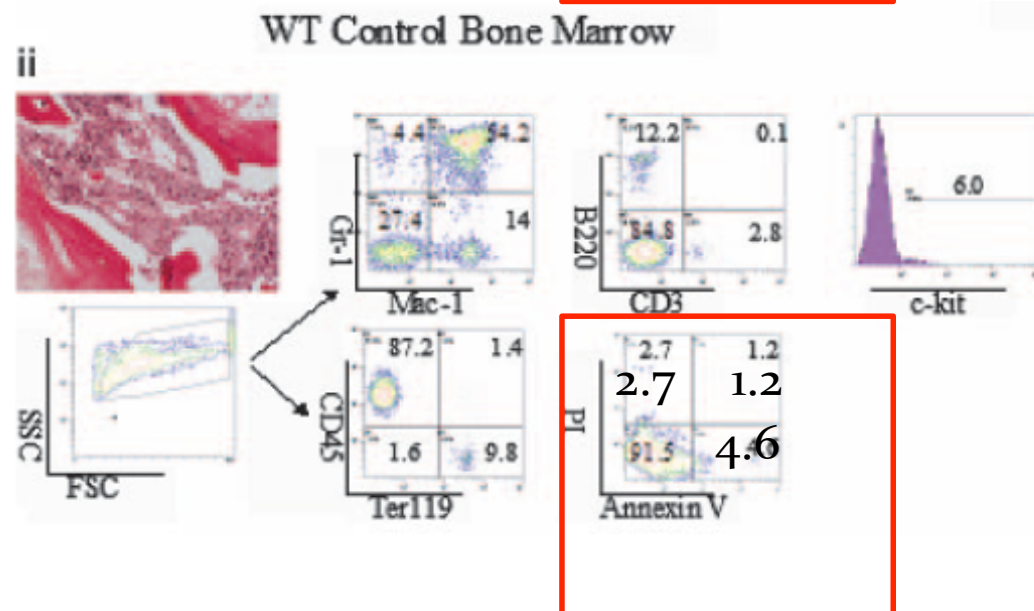 WT Control Bone Marrow
ii
4.4 54.2
27.4 14
Gr-1
Mac-1
12.2 0.1
84.8 2.8
B220
CD3
6.0
c-kit
SSC
FSC
87.2 1.4
1.6 9.8
CD45
Ter119
2.7 1.2
2.7 1.2
91.5 4.6
PI
Annexin V